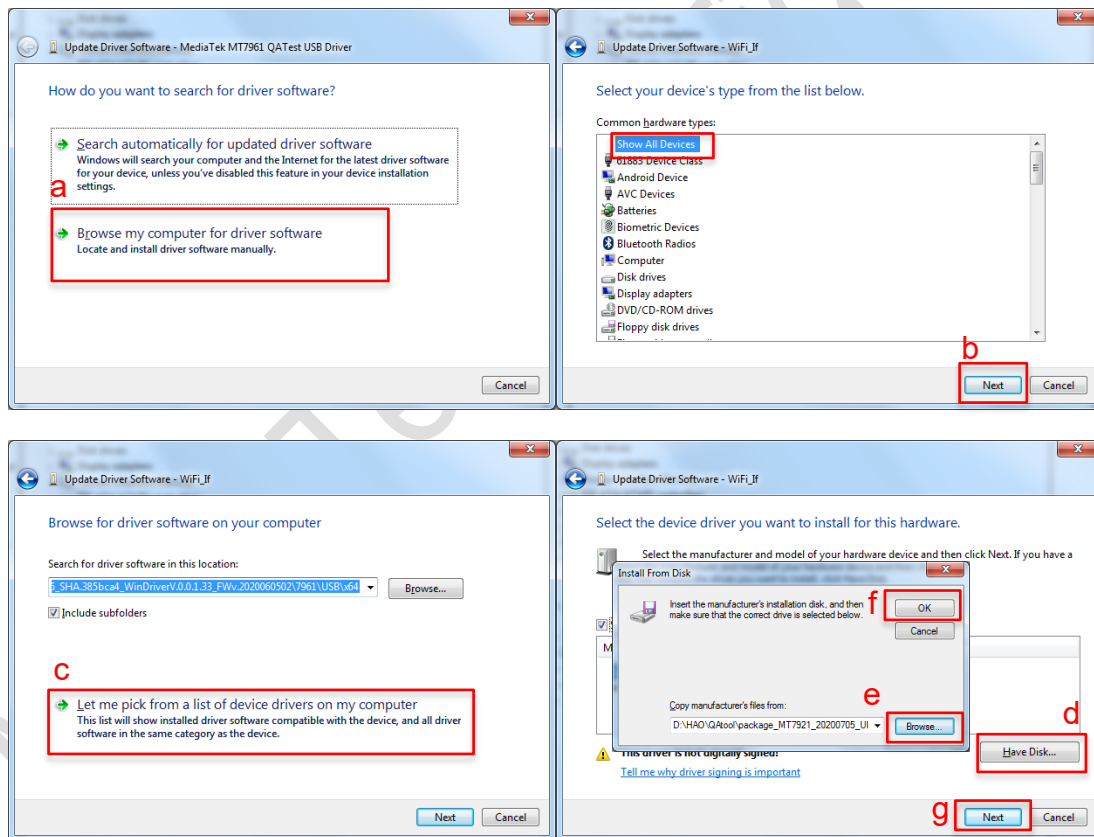 Update Driver Software - MediaTek MT7961 QATest USB Driver
How do you want to search for driver software?
Search automatically for updated driver software
Windows will search your computer and the Internet for the latest driver software
for your device, unless you've disabled this feature in your device installation
settings.
a
Browse my computer for driver software
Locate and install driver software manually.
Cancel
Update Driver Software - WiFi_If
Select your device's type from the list below.
Common hardware types:
Show All Devices
61883 Device Class
Android Device
AVC Devices
Batteries
Biometric Devices
Bluetooth Radios
Computer
Disk drives
Display adapters
DVD/CD-ROM drives
Floppy disk drives
b
Next Cancel
Update Driver Software - WiFi_If
Browse for driver software on your computer
Search for driver software in this location:
_SHA.385bca4_WinDriverV.0.0.1.33_FWv.2020060502\7961\USB\x64 Browse...
Include subfolders
c
Let me pick from a list of device drivers on my computer
This list will show installed driver software compatible with the device, and all driver
software in the same category as the device.
Next Cancel
Update Driver Software - WiFi_If
Select the device driver you want to install for this hardware.
Select the manufacturer and model of your hardware device and then click Next. If you have a
Install From Disk
Insert the manufacturer's installation disk, and then
make sure that the correct drive is selected below.
f
OK
Cancel
M
Copy manufacturer's files from:
e
D:\HAO\QAtool\package_MT7921_20200705_UI Browse...
d
This driver is not digitally signed!
Have Disk...
Tell me why driver signing is important
g
Next Cancel